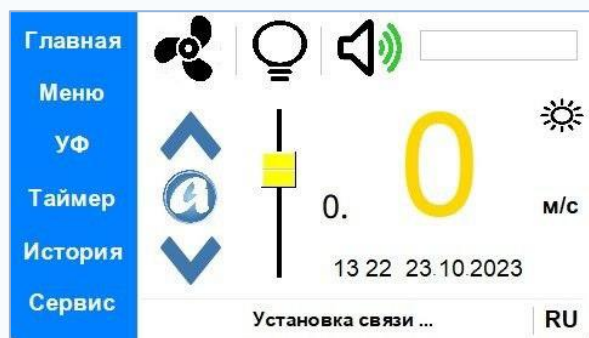 Главная
Меню
УФ
Таймер
История
Сервис
0. 0 м/с
13 22 23.10.2023
Установка связи ... RU